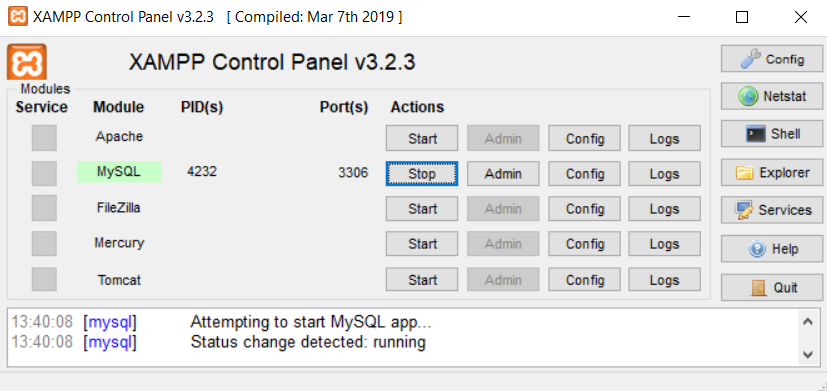 XAMPP Control Panel v3.2.3 [ Compiled: Mar 7th 2019 ]
XAMPP Control Panel v3.2.3
Config
Modules
Service Module PID(s) Port(s) Actions
Netstat
Apache Start Admin Config Logs
Shell
MySQL 4232 3306 Stop Admin Config Logs
Explorer
FileZilla Start Admin Config Logs
Services
Mercury Start Admin Config Logs
Help
Tomcat Start Admin Config Logs
Quit
13:40:08 [mysql] Attempting to start MySQL app...
13:40:08 [mysql] Status change detected: running